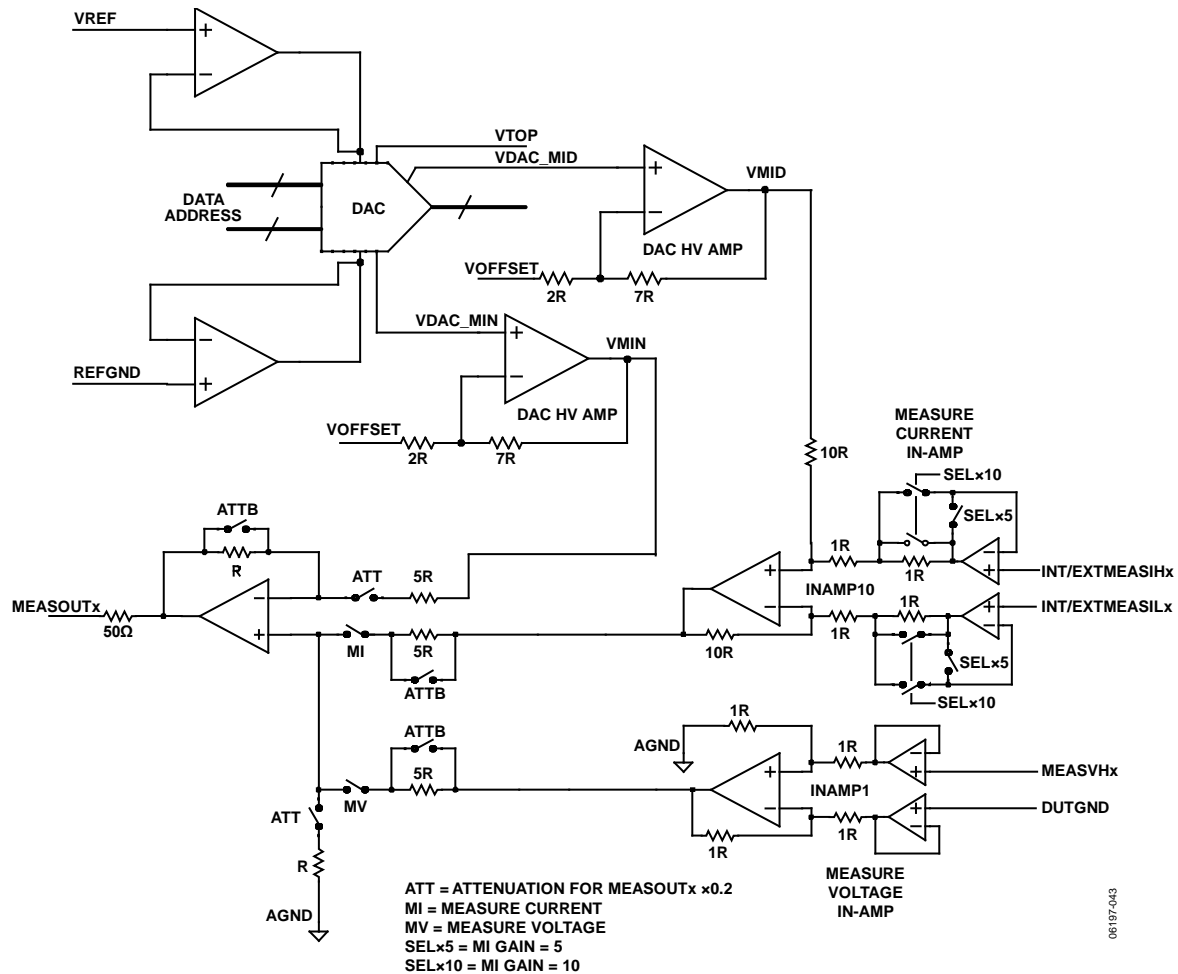 VREF
+
−
VTOP
VDAC_MID
VMID
+
−
DATA
ADDRESS
DAC
DAC HV AMP
VOFFSET
2R
7R
VDAC_MIN
VMIN
−
+
REFGND
+
−
DAC HV AMP
VOFFSET
2R
7R
10R
MEASURE
CURRENT
IN-AMP
SEL×10
SEL×5
1R
1R
−
+
INT/EXTMEASIHx
ATTB
R
ATT
5R
+
−
INAMP10
1R
+
−
INT/EXTMEASILx
MEASOUTx
50Ω
−
+
MI
5R
10R
1R
SEL×5
ATTB
SEL×10
1R
ATTB
AGND
1R
−
+
MEASVHx
5R
+
−
INAMP1
MV
DUTGND
+
−
ATT
1R
1R
R
MEASURE
VOLTAGE
IN-AMP
AGND
ATT = ATTENUATION FOR MEASOUTx ×0.2
MI = MEASURE CURRENT
MV = MEASURE VOLTAGE
SEL×5 = MI GAIN = 5
SEL×10 = MI GAIN = 10
06197-043